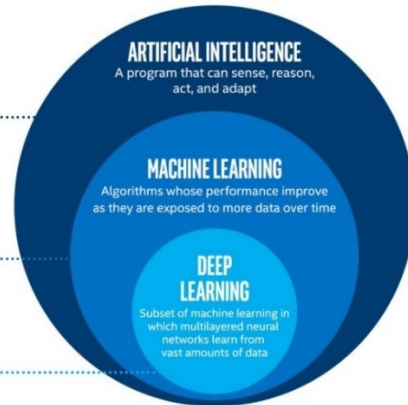 ARTIFICIAL INTELLIGENCE
A program that can sense, reason,
act, and adapt
MACHINE LEARNING
Algorithms whose performance improve
as they are exposed to more data over time
DEEP
LEARNING
Subset of machine learning in
which multilayered neural
networks learn from
vast amounts of data